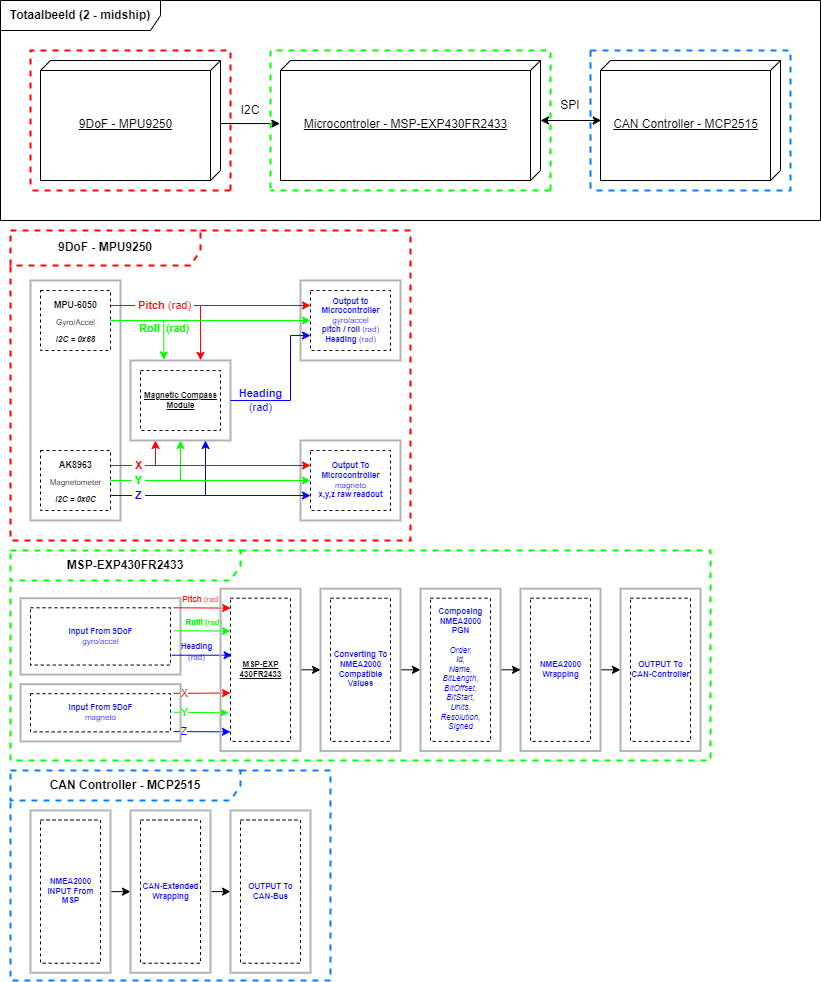 Totaalbeeld (2 - midship)
9DoF - MPU9250
I2C
Microcontroler - MSP-EXP430FR2433
SPI
CAN Controller - MCP2515
9DoF - MPU9250
MPU-6050
Gyro/Accel
I2C = 0x68
Pitch (rad)
Roll (rad)
Output to
Microcontroller
gyro/accel
pitch / roll (rad)
Heading (rad)
Magnetic Compass
Module
Heading
(rad)
AK8963
Magnetometer
I2C = 0x0C
X
Y
Z
Output To
Microcontroller
magneto
x,y,z raw readout
MSP-EXP430FR2433
Input From 9DoF
gyro/accel
Pitch (rad
Rolll (rad
Heading
(rad)
Input From 9DoF
magneto
X
Y
Z
MSP-EXP
430FR2433
Converting To
NMEA2000
Compatible
Values
Composing
NMEA2000
PGN
Order,
Id,
Name,
BitLength,
BitOffset,
BitStart,
Units,
Resolution,
Signed
NMEA2000
Wrapping
OUTPUT To
CAN-Controller
CAN Controller - MCP2515
NMEA2000
INPUT From
MSP
CAN-Extended
Wrapping
OUTPUT To
CAN-Bus